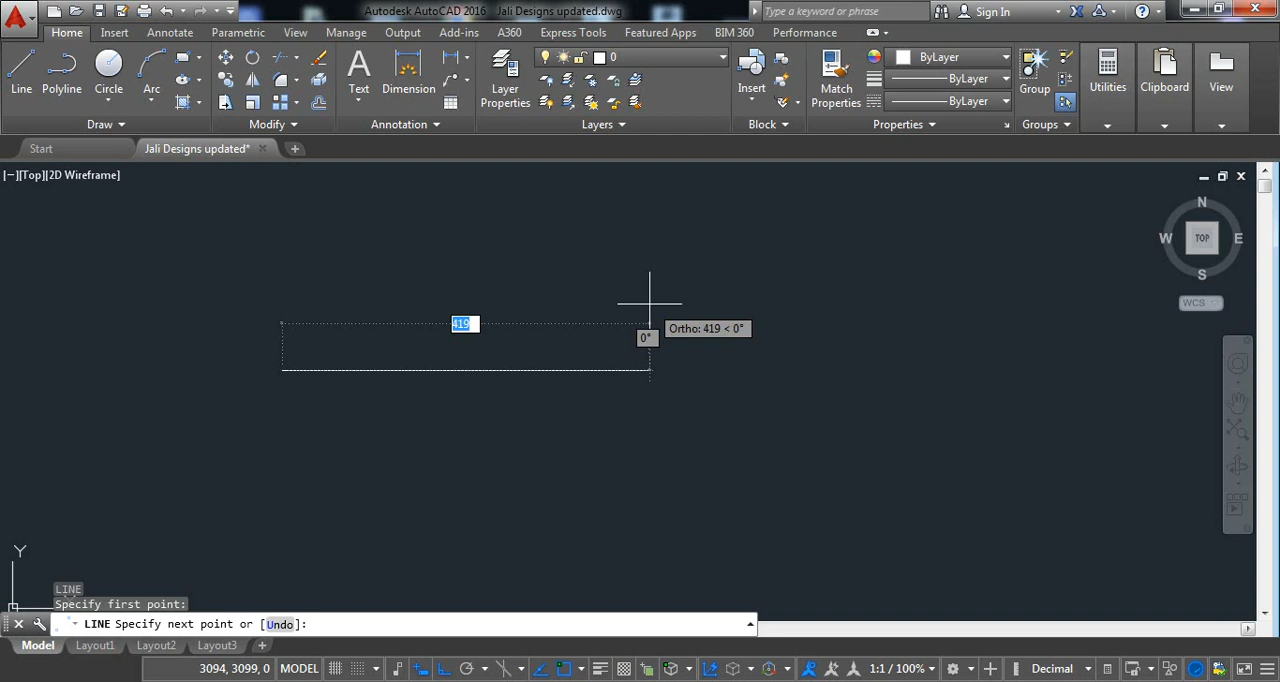 Autodesk AutoCAD 2016 Jali Designs updated.dwg
Type a keyword or phrase
Sign In
Home Insert Annotate Parametric View Manage Output Add-ins A360 Express Tools Featured Apps BIM 360 Performance
Line Polyline Circle Arc
Text Dimension
Layer
Properties
0
Insert
Match
Properties
ByLayer
ByLayer
ByLayer
Group
Utilities
Clipboard
View
Draw Modify Annotation Layers Block Properties Groups
Start Jali Designs updated*
[−][Top][2D Wireframe]
N
W TOP E
S
WCS
419
Ortho: 419 < 0°
0°
Y
LINE
Specify first point:
LINE Specify next point or [Undo]:
Model Layout1 Layout2 Layout3
3094, 3099, 0 MODEL 1:1 / 100% Decimal